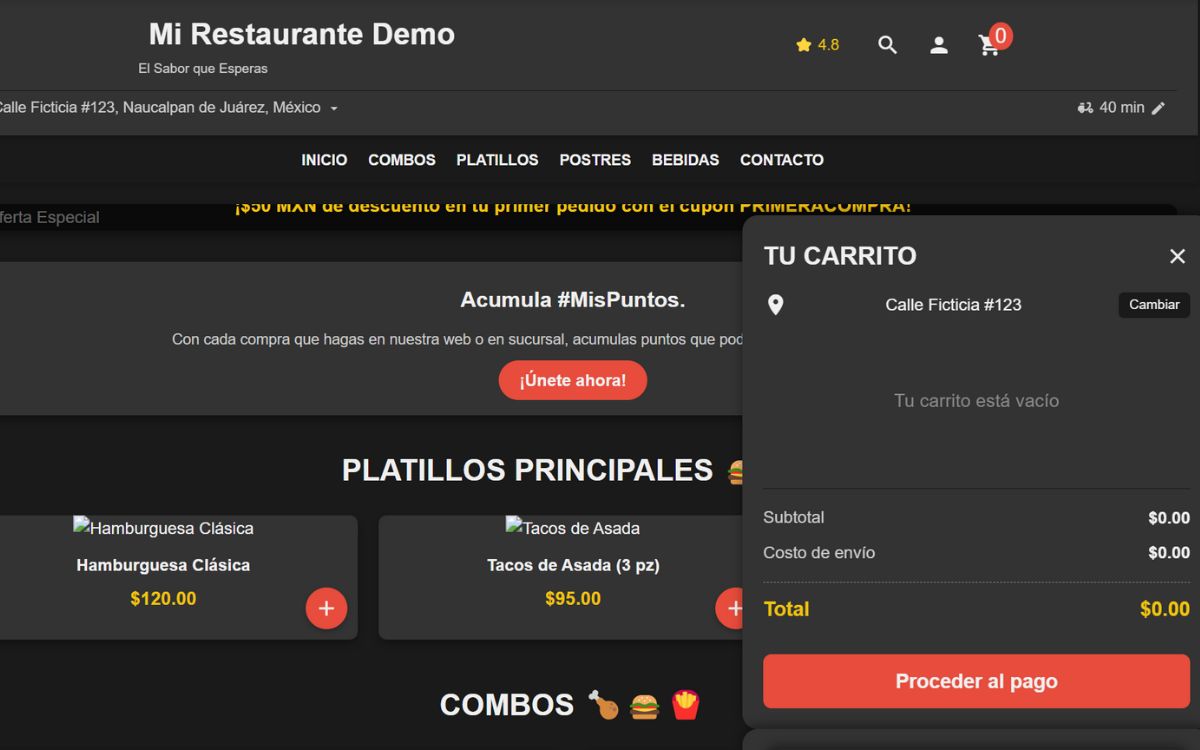 Mi Restaurante Demo
El Sabor que Esperas
4.8
0
Calle Ficticia #123, Naucalpan de Juárez, México
40 min
INICIO COMBOS PLATILLOS POSTRES BEBIDAS CONTACTO
ferta Especial
¡$50 MXN de descuento en tu primer pedido con el cupón PRIMERACOMPRA!
Acumula #MisPuntos.
Con cada compra que hagas en nuestra web o en sucursal, acumulas puntos que pod
¡Únete ahora!
PLATILLOS PRINCIPALES
Hamburguesa Clásica
Hamburguesa Clásica
$120.00
+
Tacos de Asada
Tacos de Asada (3 pz)
$95.00
+
COMBOS
TU CARRITO
Calle Ficticia #123
Cambiar
Tu carrito está vacío
Subtotal $0.00
Costo de envío $0.00
Total $0.00
Proceder al pago